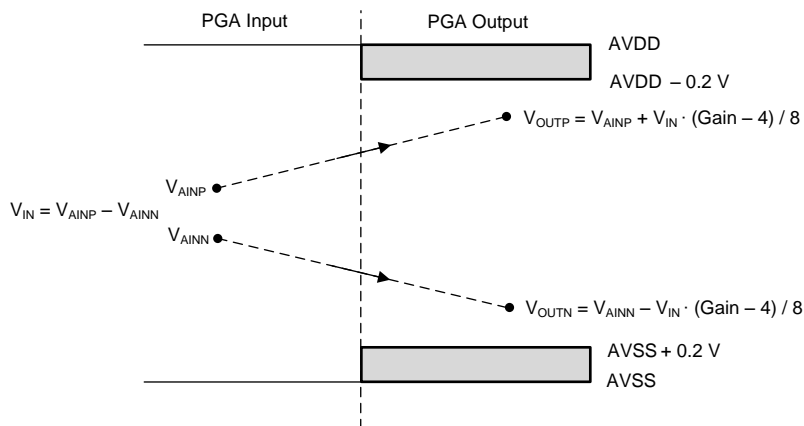 PGA Input
PGA Output
AVDD
AVDD – 0.2 V
V_OUTP = V_AINP + V_IN · (Gain – 4) / 8
V_AINP
V_IN = V_AINP – V_AINN
V_AINN
V_OUTN = V_AINN – V_IN · (Gain – 4) / 8
AVSS + 0.2 V
AVSS